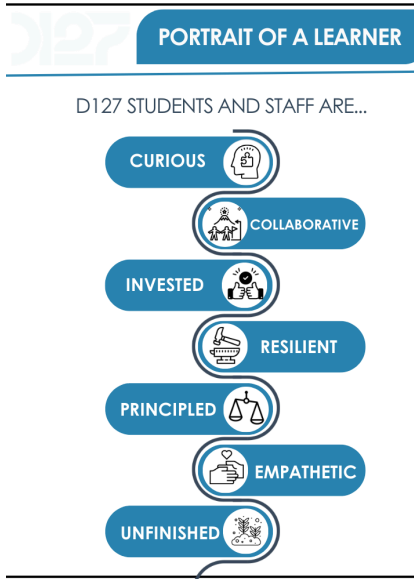 D127
PORTRAIT OF A LEARNER
D127 STUDENTS AND STAFF ARE...
CURIOUS
COLLABORATIVE
INVESTED
RESILIENT
PRINCIPLED
EMPATHETIC
UNFINISHED